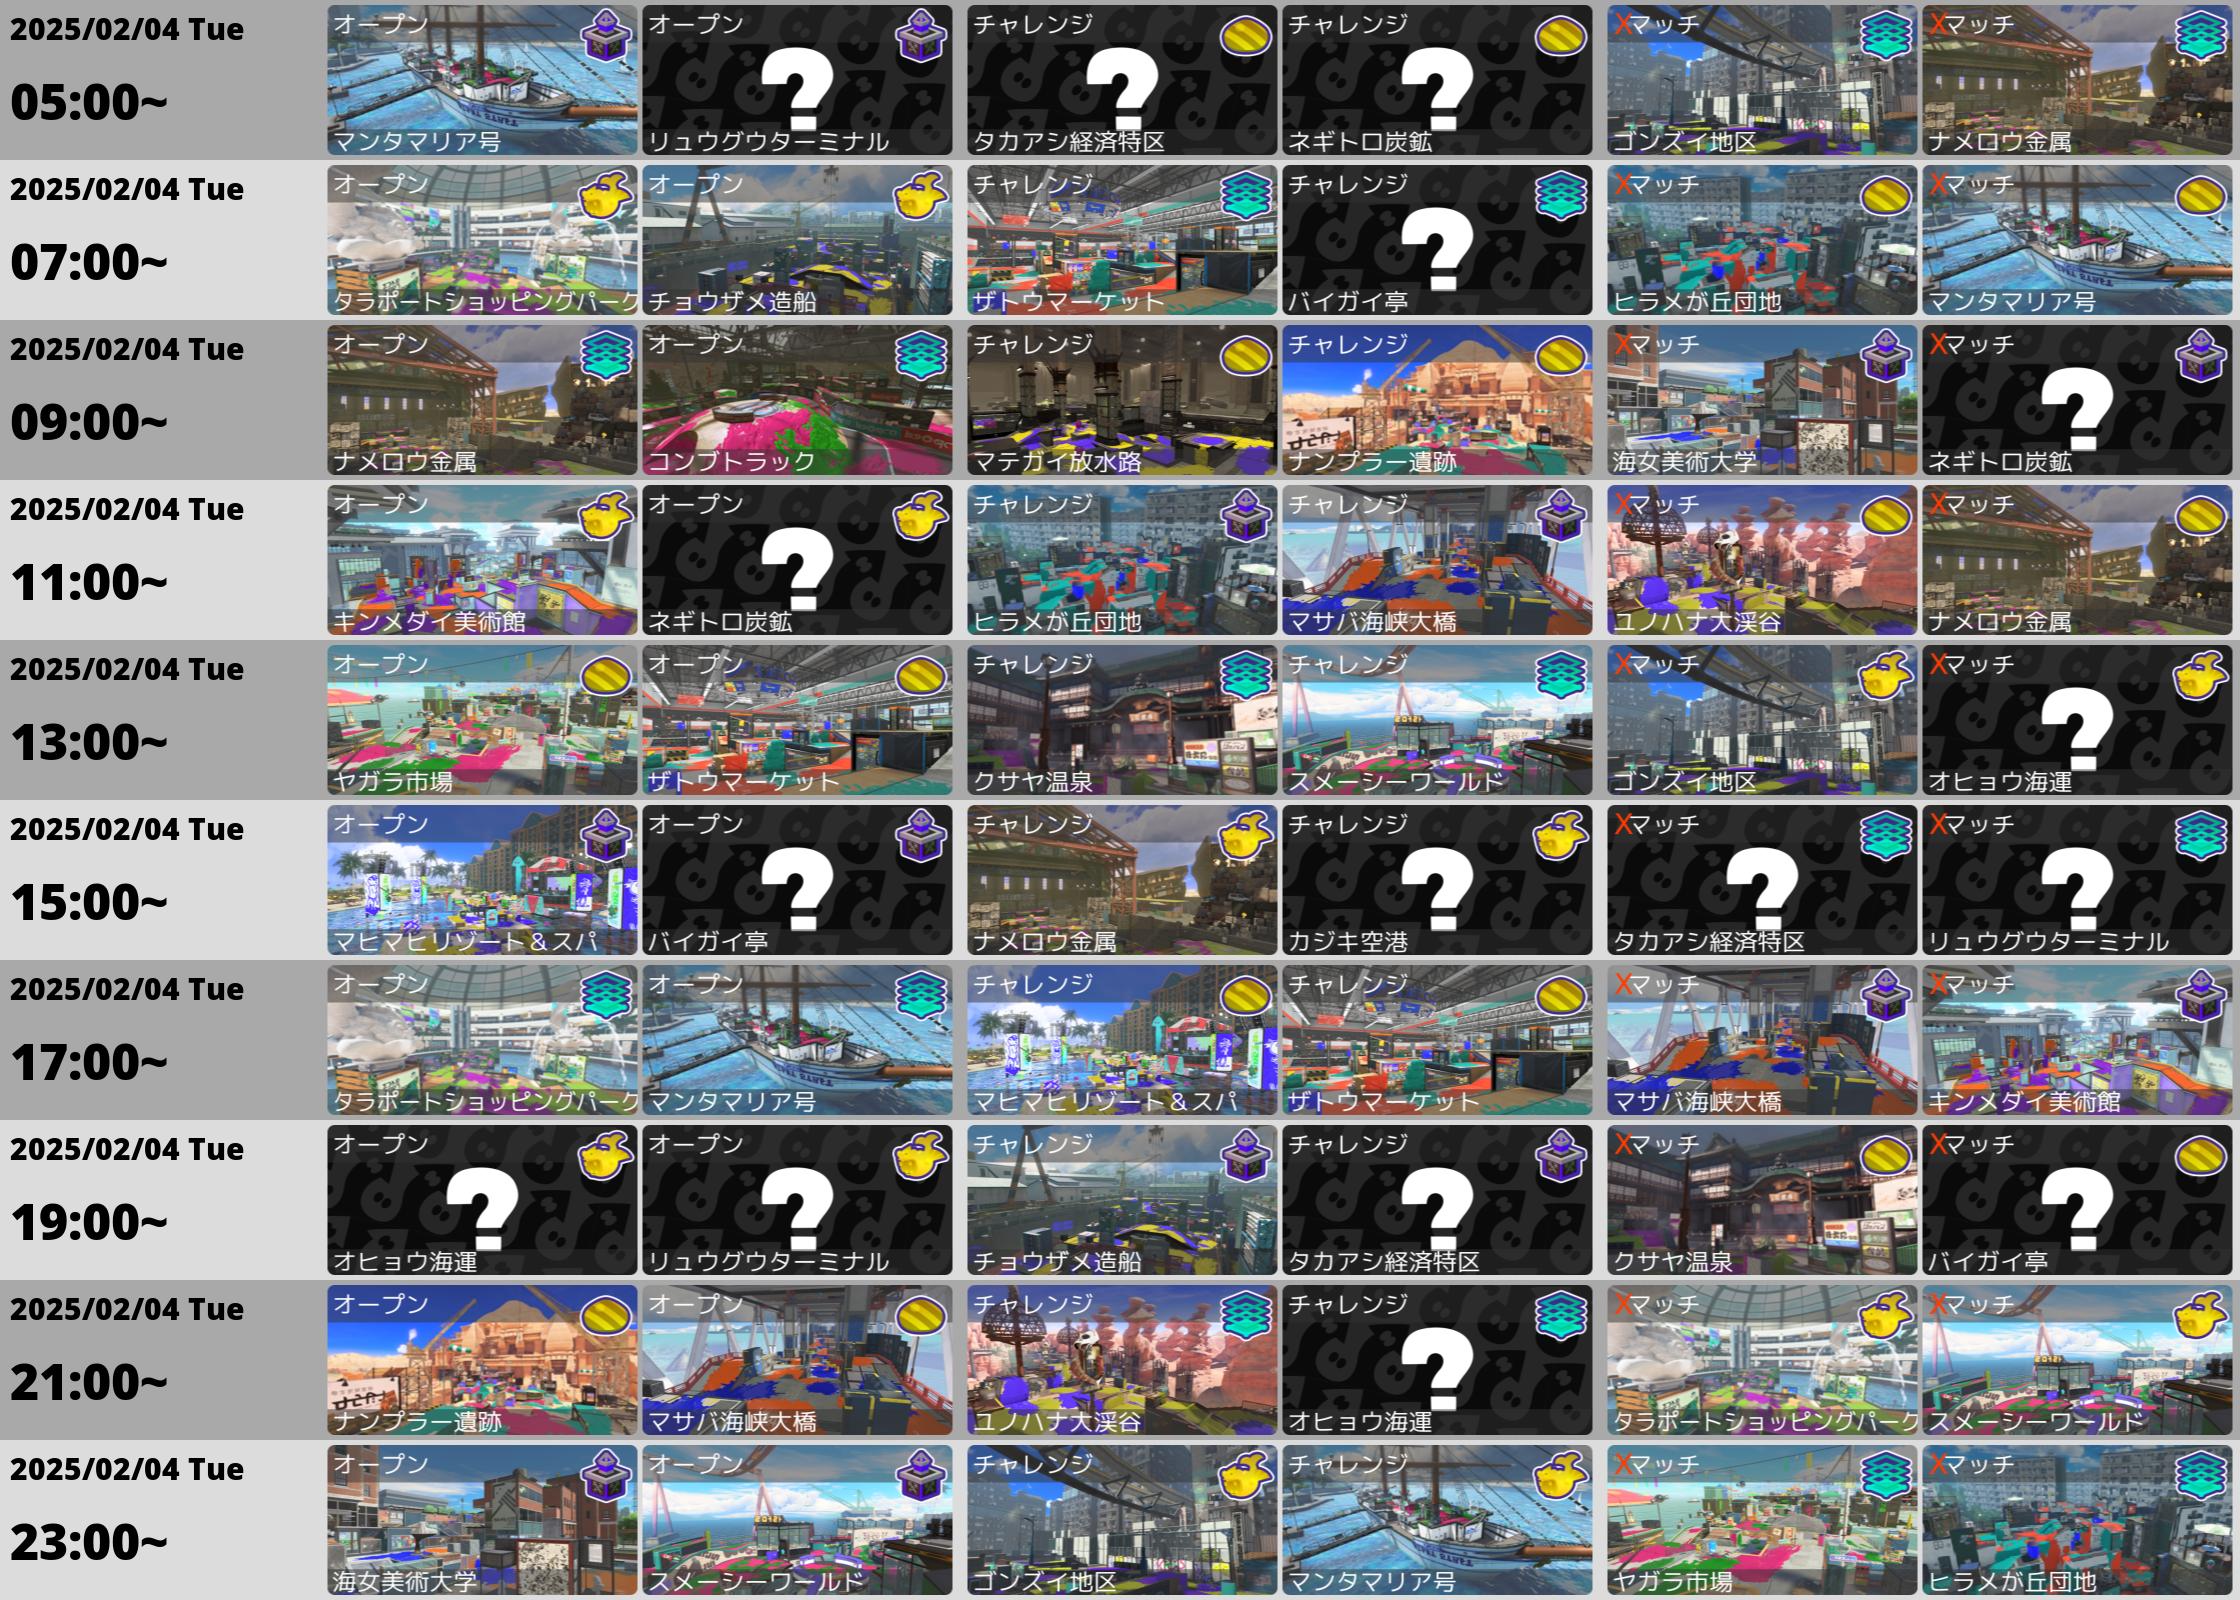 2025/02/04 Tue
05:00~
オープン
マンタマリア号
オープン
リュウグウターミナル
チャレンジ
タカアシ経済特区
チャレンジ
ネギトロ炭鉱
Xマッチ
ゴンズイ地区
Xマッチ
ナメロウ金属
2025/02/04 Tue
07:00~
オープン
タラポートショッピングパーク
オープン
チョウザメ造船
チャレンジ
ザトウマーケット
チャレンジ
バイガイ亭
Xマッチ
ヒラメが丘団地
Xマッチ
マンタマリア号
2025/02/04 Tue
09:00~
オープン
ナメロウ金属
オープン
コンブトラック
チャレンジ
マテガイ放水路
チャレンジ
ナンプラー遺跡
Xマッチ
海女美術大学
Xマッチ
ネギトロ炭鉱
2025/02/04 Tue
11:00~
オープン
キンメダイ美術館
オープン
ネギトロ炭鉱
チャレンジ
ヒラメが丘団地
チャレンジ
マサバ海峡大橋
Xマッチ
ユノハナ大渓谷
Xマッチ
ナメロウ金属
2025/02/04 Tue
13:00~
オープン
ヤガラ市場
オープン
ザトウマーケット
チャレンジ
クサヤ温泉
チャレンジ
スメーシーワールド
Xマッチ
ゴンズイ地区
Xマッチ
オヒョウ海運
2025/02/04 Tue
15:00~
オープン
マヒマヒリゾート＆スパ
オープン
バイガイ亭
チャレンジ
ナメロウ金属
チャレンジ
カジキ空港
Xマッチ
タカアシ経済特区
Xマッチ
リュウグウターミナル
2025/02/04 Tue
17:00~
オープン
タラポートショッピングパーク
オープン
マンタマリア号
チャレンジ
マヒマヒリゾート＆スパ
チャレンジ
ザトウマーケット
Xマッチ
マサバ海峡大橋
Xマッチ
キンメダイ美術館
2025/02/04 Tue
19:00~
オープン
オヒョウ海運
オープン
リュウグウターミナル
チャレンジ
チョウザメ造船
チャレンジ
タカアシ経済特区
Xマッチ
クサヤ温泉
Xマッチ
バイガイ亭
2025/02/04 Tue
21:00~
オープン
ナンプラー遺跡
オープン
マサバ海峡大橋
チャレンジ
ユノハナ大渓谷
チャレンジ
オヒョウ海運
Xマッチ
タラポートショッピングパーク
Xマッチ
スメーシーワールド
2025/02/04 Tue
23:00~
オープン
海女美術大学
オープン
スメーシーワールド
チャレンジ
ゴンズイ地区
チャレンジ
マンタマリア号
Xマッチ
ヤガラ市場
Xマッチ
ヒラメが丘団地